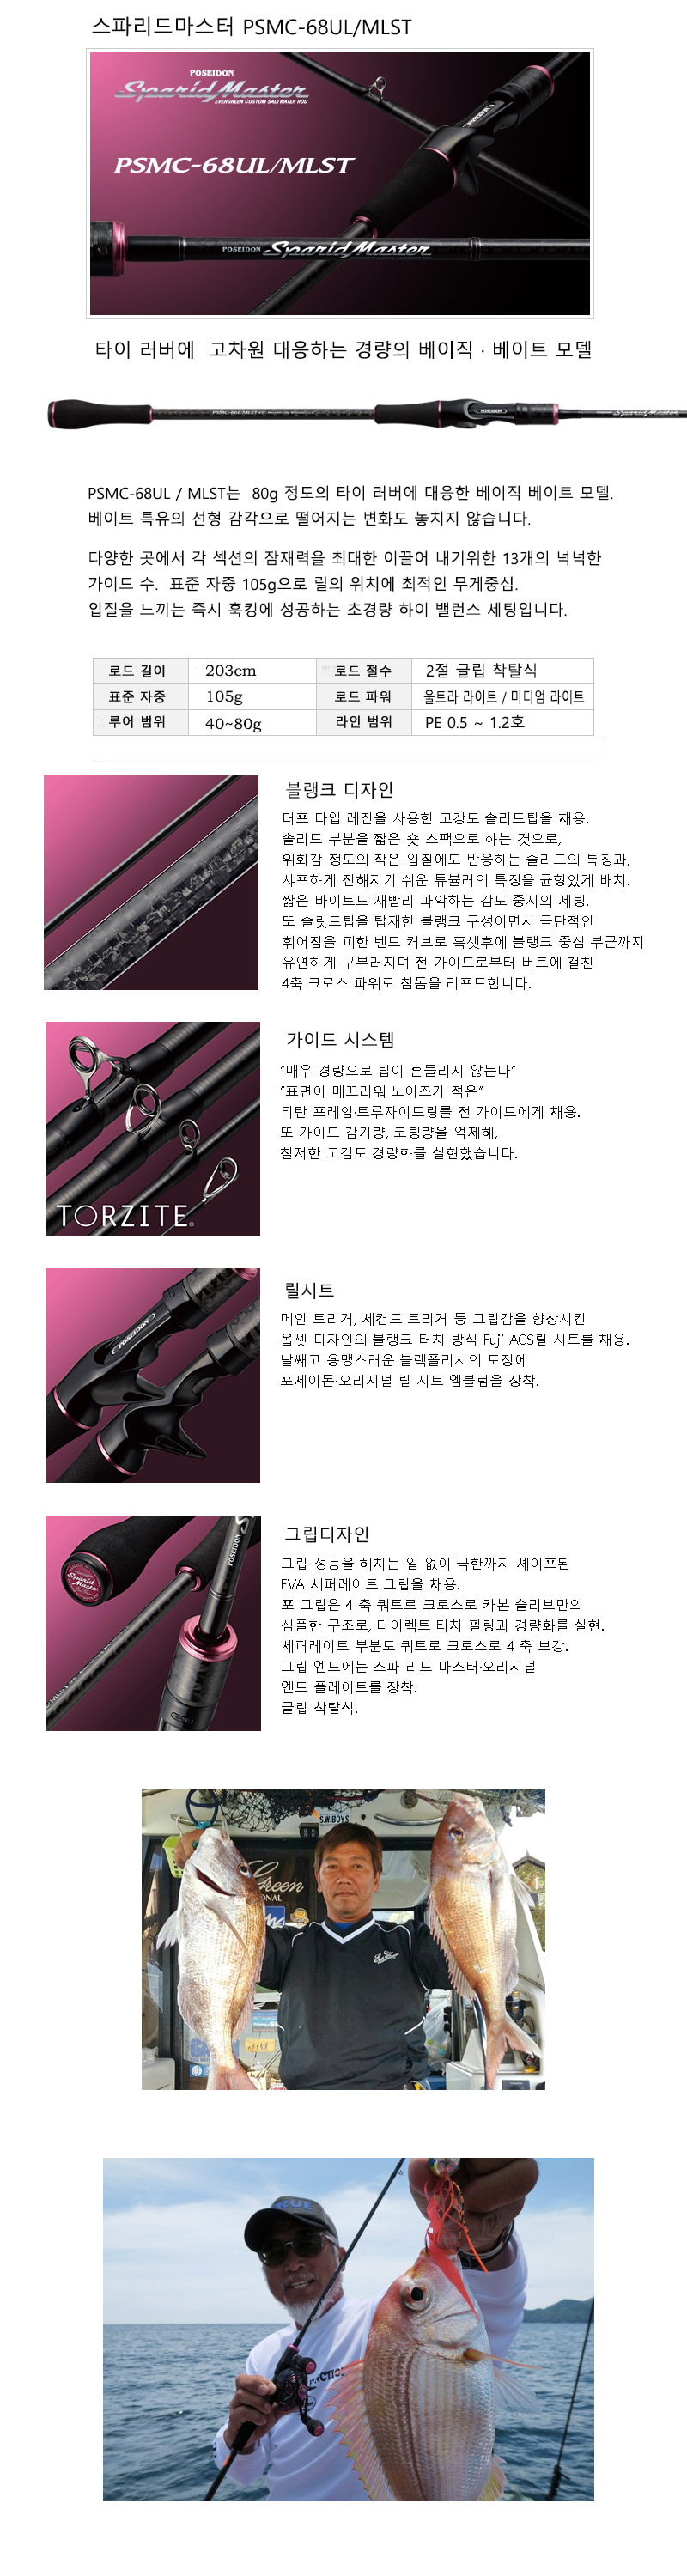 스파리드마스터 PSMC-68UL/MLST
POSEIDON
SparidMaster
EVERGREEN CUSTOM SALTWATER ROD
PSMC-68UL/MLST
POSEIDON SparidMaster
타이 러버에 고차원 대응하는 경량의 베이직 · 베이트 모델
POSEIDON
SparidMaster
PSMC-68UL / MLST는 80g 정도의 타이 러버에 대응한 베이직 베이트 모델.
베이트 특유의 선형 감각으로 떨어지는 변화도 놓치지 않습니다.
다양한 곳에서 각 섹션의 잠재력을 최대한 이끌어 내기위한 13개의 넉넉한
가이드 수. 표준 자중 105g으로 릴의 위치에 최적인 무게중심.
입질을 느끼는 즉시 훅킹에 성공하는 초경량 하이 밸런스 세팅입니다.
로드 길이 203cm 로드 절수 2절 글립 착탈식
표준 자중 105g 로드 파워 울트라 라이트 / 미디엄 라이트
루어 범위 40~80g 라인 범위 PE 0.5 ~ 1.2호
블랭크 디자인
터프 타입 레진을 사용한 고강도 솔리드팁을 채용.
솔리드 부분을 짧은 숏 스팩으로 하는 것으로,
위화감 정도의 작은 입질에도 반응하는 솔리드의 특징과,
샤프하게 전해지기 쉬운 튜뷸러의 특징을 균형있게 배치.
짧은 바이트도 재빨리 파악하는 감도 중시의 세팅.
또 솔릿드팁을 탑재한 블랭크 구성이면서 극단적인
휘어짐을 피한 벤드 커브로 훅셋후에 블랭크 중심 부근까지
유연하게 구부러지며 전 가이드로부터 버트에 걸친
4축 크로스 파워로 참돔을 리프트합니다.
가이드 시스템
“매우 경량으로 팁이 흔들리지 않는다“
“표면이 매끄러워 노이즈가 적은”
티탄 프레임·트루자이드링를 전 가이드에게 채용.
또 가이드 감기량, 코팅량을 억제해,
철저한 고감도 경량화를 실현했습니다.
TORZITE®
릴시트
메인 트리거, 세컨드 트리거 등 그립감을 향상시킨
옵셋 디자인의 블랭크 터치 방식 Fuji ACS릴 시트를 채용.
날쌔고 용맹스러운 블랙폴리시의 도장에
포세이돈·오리지널 릴 시트 엠블럼을 장착.
POSEIDON
그립디자인
그립 성능을 해치는 일 없이 극한까지 셰이프된
EVA 세퍼레이트 그립을 채용.
포 그립은 4 축 쿼트로 크로스로 카본 슬리브만의
심플한 구조로, 다이렉트 터치 필링과 경량화를 실현.
세퍼레이트 부분도 쿼트로 크로스로 4 축 보강.
그립 엔드에는 스파 리드 마스터·오리지널
엔드 플레이트를 장착.
글립 착탈식.
POSEIDON
Sparid
Master
S.W.BOYS
Green